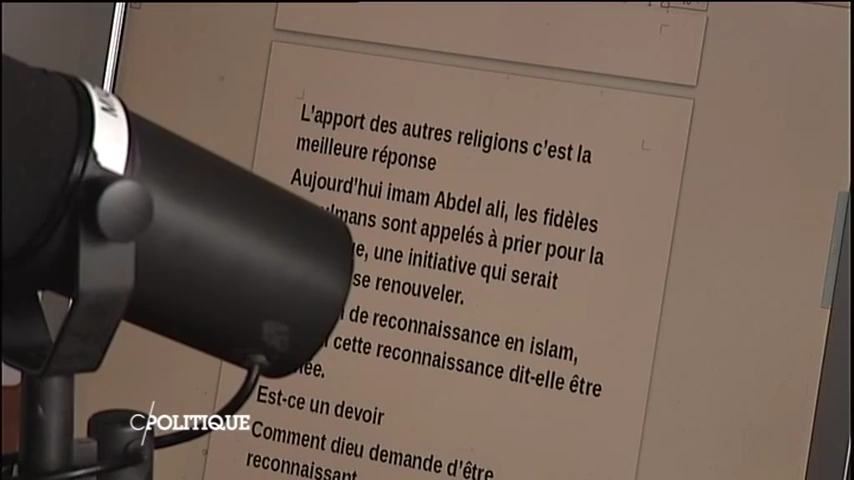 L'apport des autres religions c'est la
meilleure réponse
Aujourd'hui imam Abdel ali, les fidèles
sont appelés à prier pour la
une initiative qui serait
se renouveler.
de reconnaissance en islam,
cette reconnaissance dit-elle être
Est-ce un devoir
Comment dieu demande d'être
reconnaissant
C/POLITIQUE